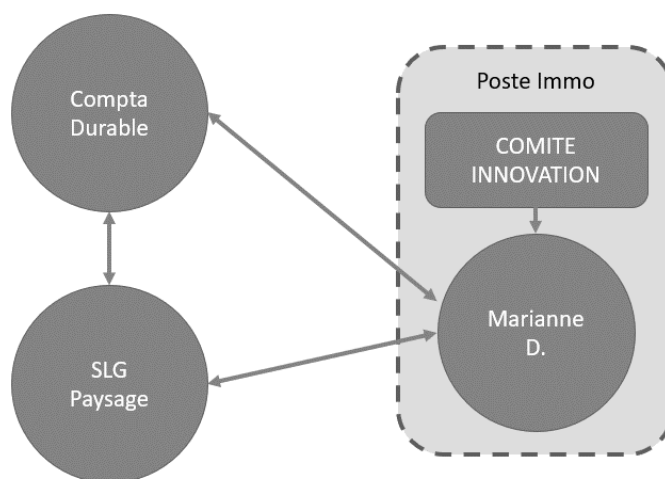 Compta
Durable
Poste Immo
COMITE
INNOVATION
Marianne
D.
SLG
Paysage